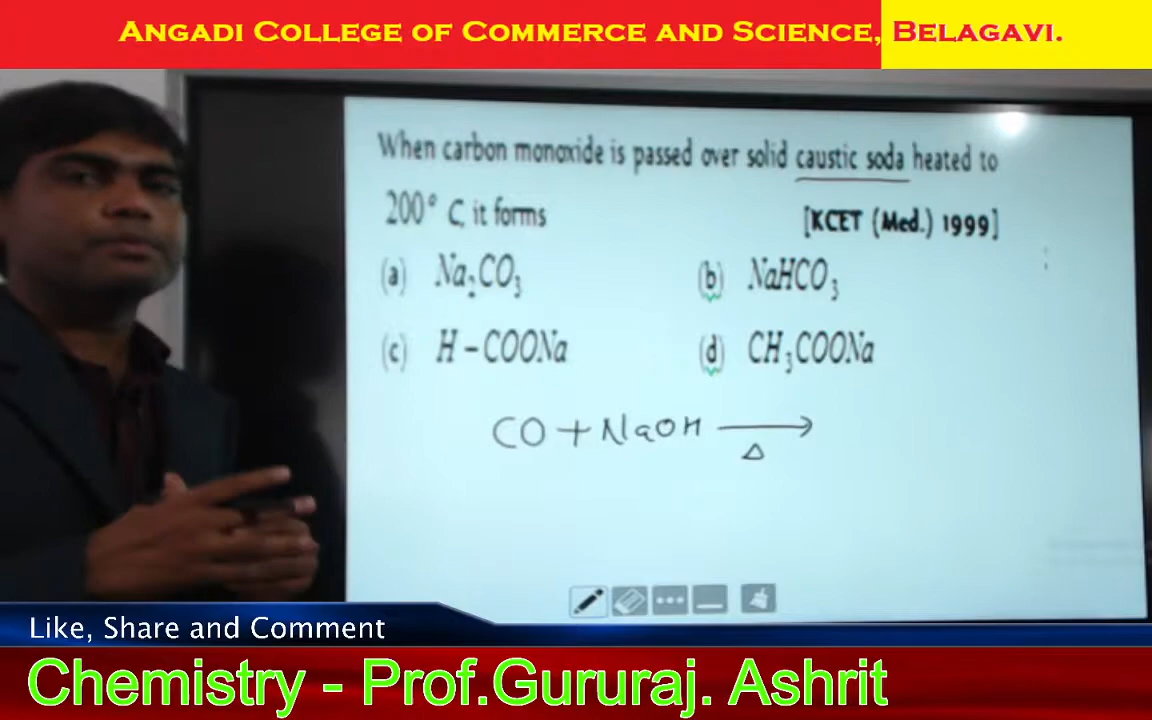 ANGADI COLLEGE OF COMMERCE AND SCIENCE, BELAGAVI.
When carbon monoxide is passed over solid caustic soda heated to
200° C, it forms [KCET (Med.) 1999]
(a) Na₂CO₃ (b) NaHCO₃
(c) H – COONa (d) CH₃COONa
CO + NaOH ⟶
Δ
Like, Share and Comment
Chemistry - Prof.Gururaj. Ashrit